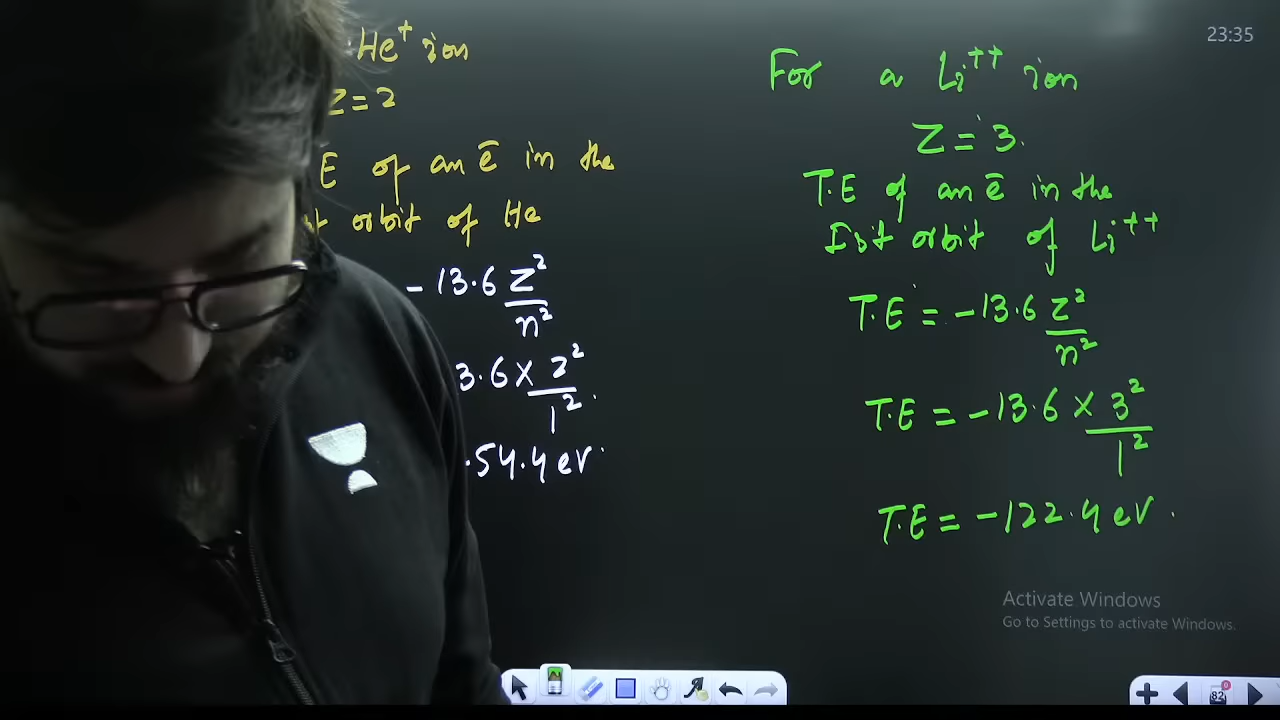 He⁺ ion
Z = 2
E of an ē in the
orbit of He
-13.6 Z²/n²
3.6 × 2²/1².
.54.4 ev.
23:35
For a Li⁺⁺ ion
Z = 3.
T.E of an ē in the
Ist orbit of Li⁺⁺
T.E = -13.6 Z²/n²
T.E = -13.6 × 3²/1²
T.E = -122.4 ev.
Activate Windows
Go to Settings to activate Windows.
82